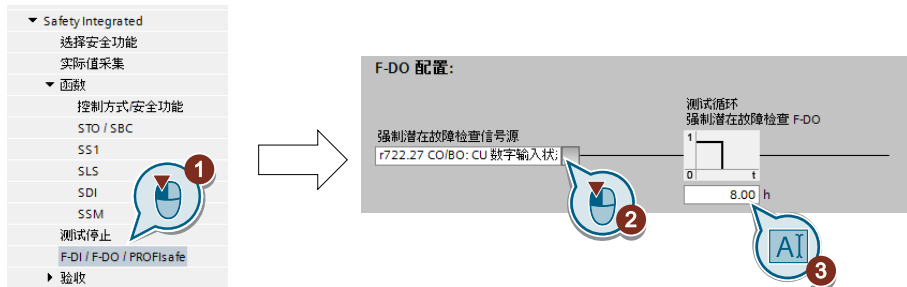 Safety Integrated
选择安全功能
实际值采集
函数
控制方式/安全功能
STO / SBC
SS1
SLS
SDI
SSM
测试停止
F-DI / F-DO / PROFIsafe
验收
1
F-DO 配置:
强制潜在故障检查信号源
r722.27 CO/BO: CU 数字输入状
2
测试循环
强制潜在故障检查 F-DO
1
0 t
8.00 h
AI
3